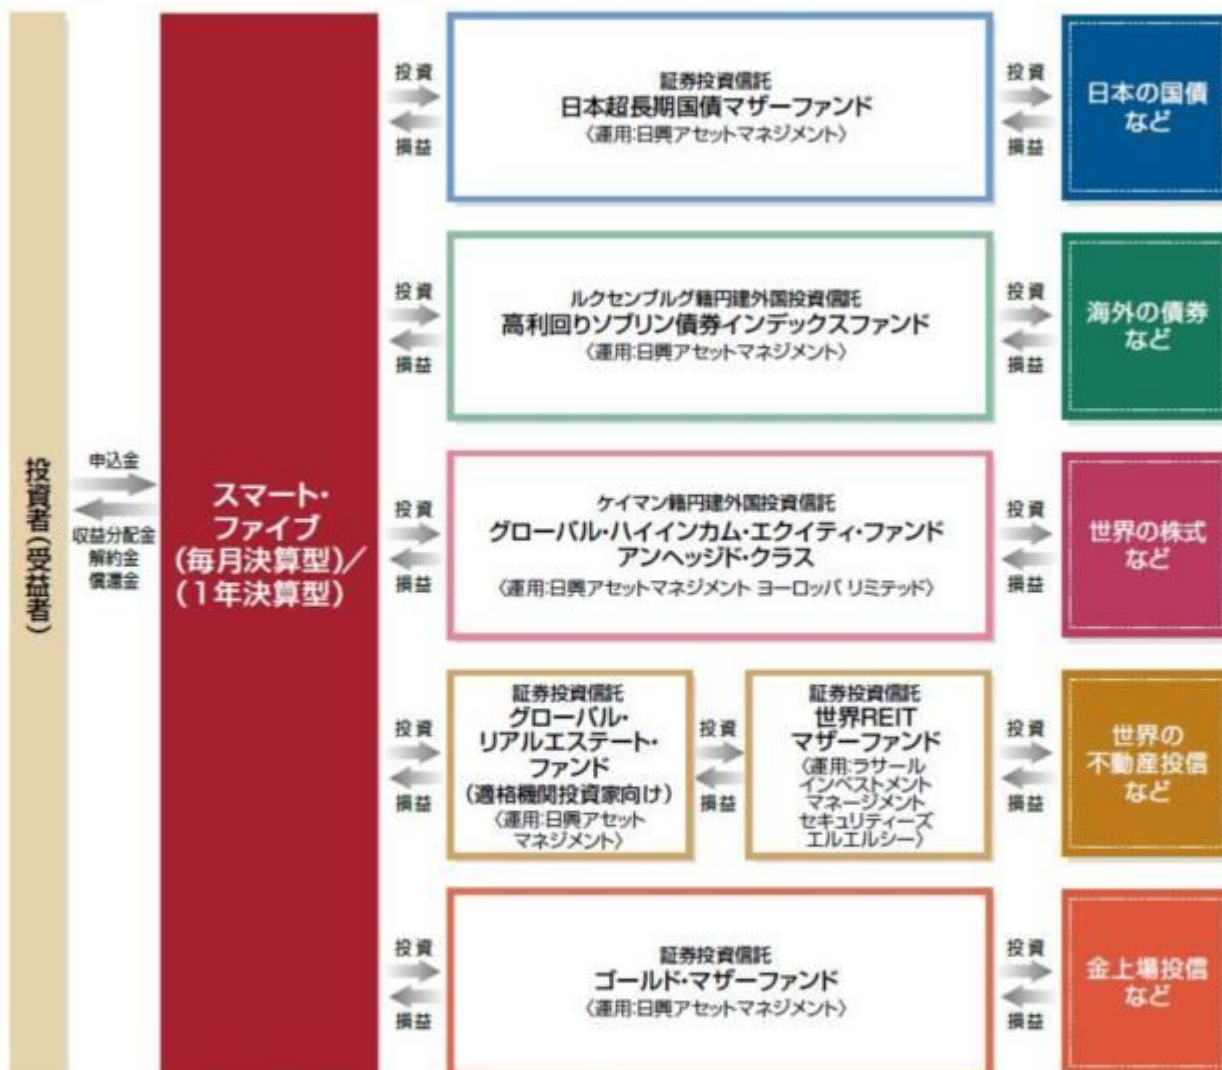 投資者(受益者)
申込金
収益分配金
解約金
償還金
スマート・
ファイブ
(毎月決算型)/
(1年決算型)
投資
損益
証券投資信託
日本超長期国債マザーファンド
〈運用:日興アセットマネジメント〉
投資
損益
日本の国債
など
投資
損益
ルクセンブルグ籍円建外国投資信託
高利回りソブリン債券インデックスファンド
〈運用:日興アセットマネジメント〉
投資
損益
海外の債券
など
投資
損益
ケイマン籍円建外国投資信託
グローバル・ハイインカム・エクイティ・ファンド
アンヘッジド・クラス
〈運用:日興アセットマネジメント ヨーロッパ リミテッド〉
投資
損益
世界の株式
など
投資
損益
証券投資信託
グローバル・
リアルエステート・
ファンド
(適格機関投資家向け)
〈運用:日興アセット
マネジメント〉
投資
損益
証券投資信託
世界REIT
マザーファンド
〈運用:ラサール
インベストメント
マネージメント
セキュリティーズ
エルエルシー〉
投資
損益
世界の
不動産投信
など
投資
損益
証券投資信託
ゴールド・マザーファンド
〈運用:日興アセットマネジメント〉
投資
損益
金上場投信
など